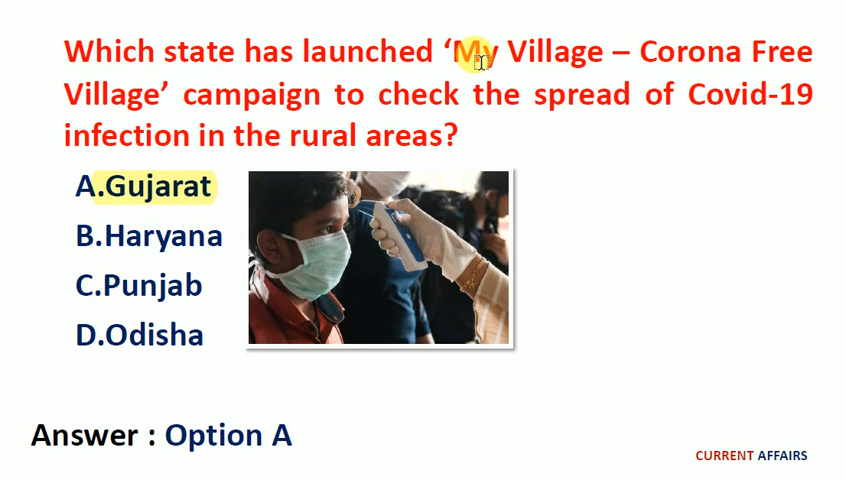 Which state has launched ‘My Village – Corona Free
Village’ campaign to check the spread of Covid-19
infection in the rural areas?
A.Gujarat
B.Haryana
C.Punjab
D.Odisha
Answer : Option A
CURRENT AFFAIRS